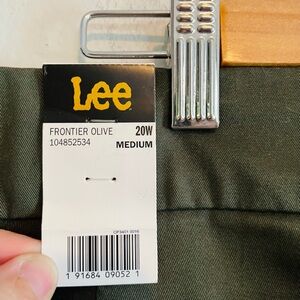 Lee
FRONTIER OLIVE 20W
104852534 MEDIUM
1 91684 09052 1